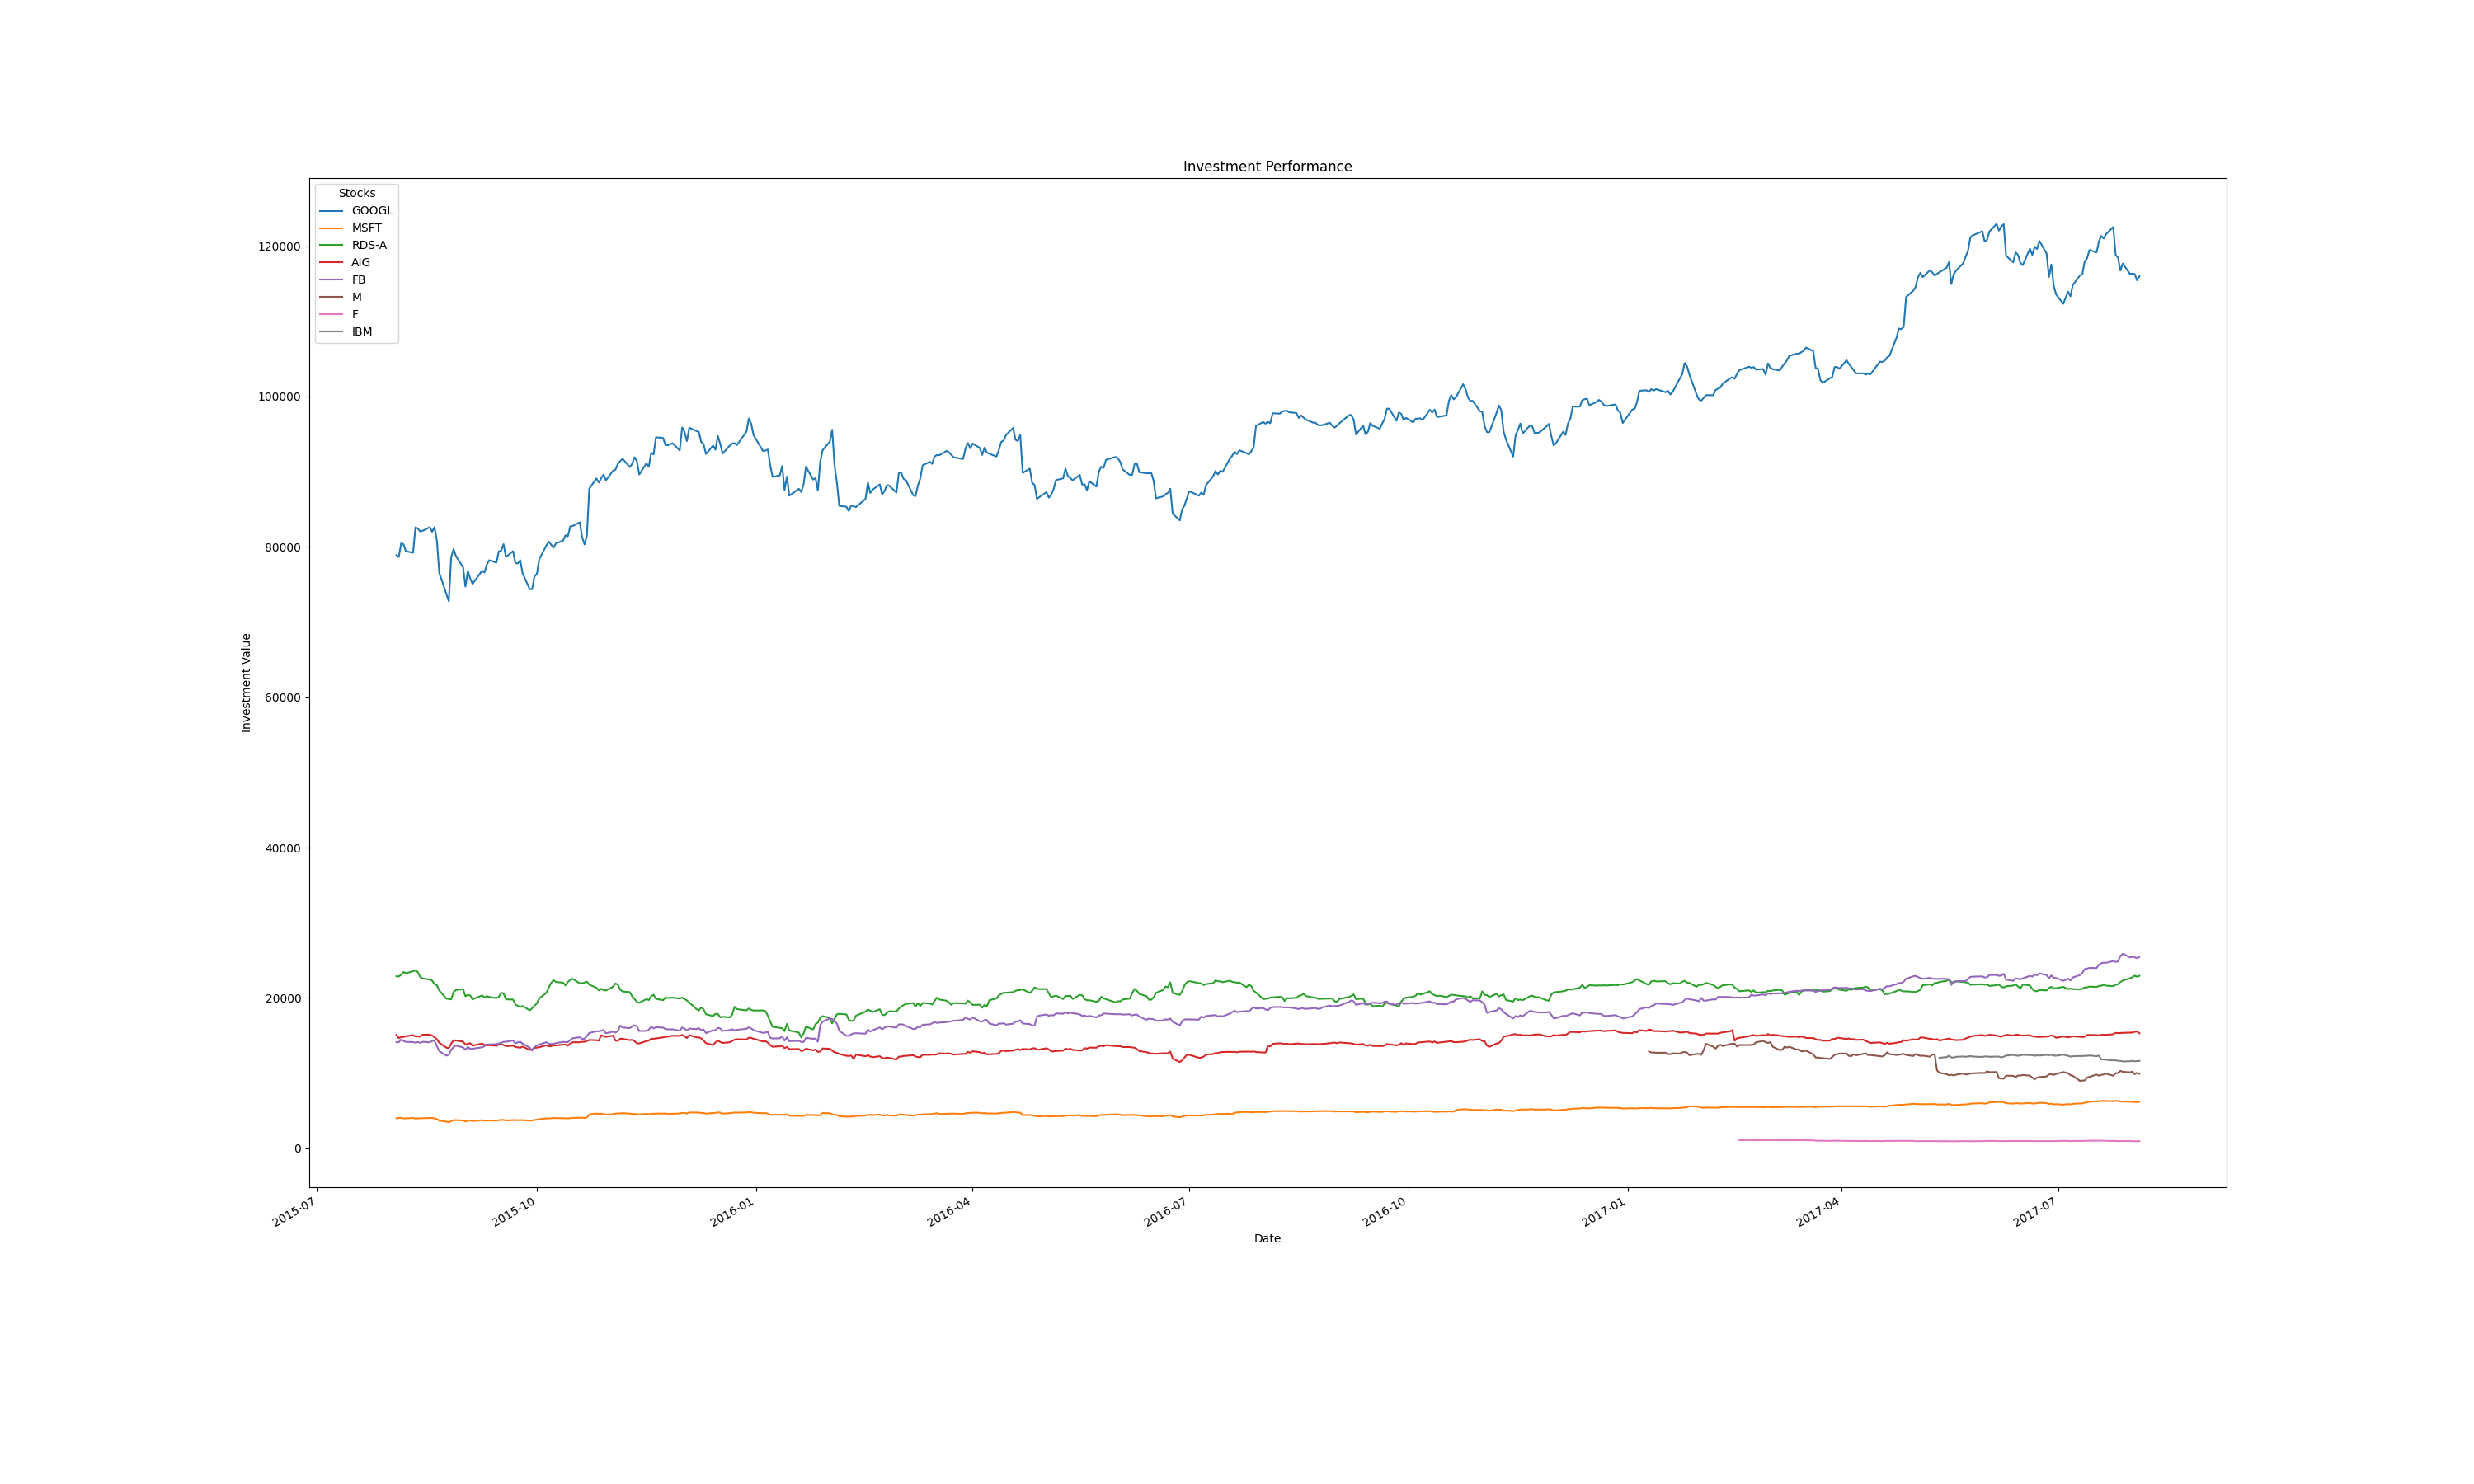 Investment Performance
Stocks
GOOGL
MSFT
RDS-A
AIG
FB
M
F
IBM
Investment Value
120000
100000
80000
60000
40000
20000
0
2015-07
2015-10
2016-01
2016-04
2016-07
2016-10
2017-01
2017-04
2017-07
Date